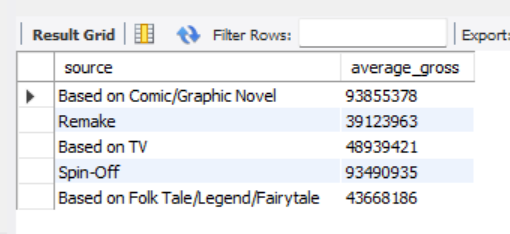 Result Grid Filter Rows: Export:
source average_gross
Based on Comic/Graphic Novel 93855378
Remake 39123963
Based on TV 48939421
Spin-Off 93490935
Based on Folk Tale/Legend/Fairytale 43668186